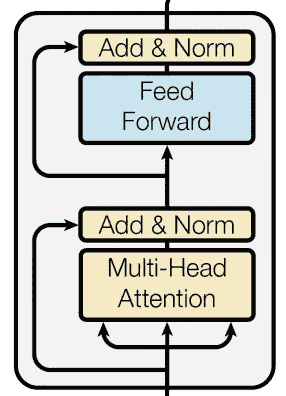 Add & Norm
Feed
Forward
Add & Norm
Multi-Head
Attention